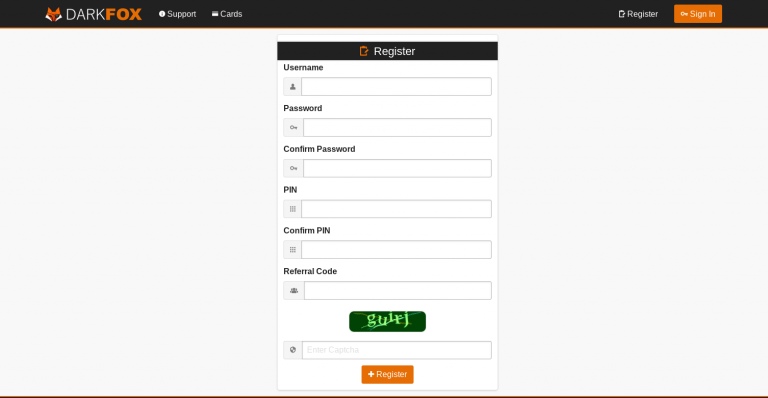 DARKFOX
Support
Cards
Register
Sign In
Register
Username
Password
Confirm Password
PIN
Confirm PIN
Referral Code
gulrj
Enter Captcha
Register